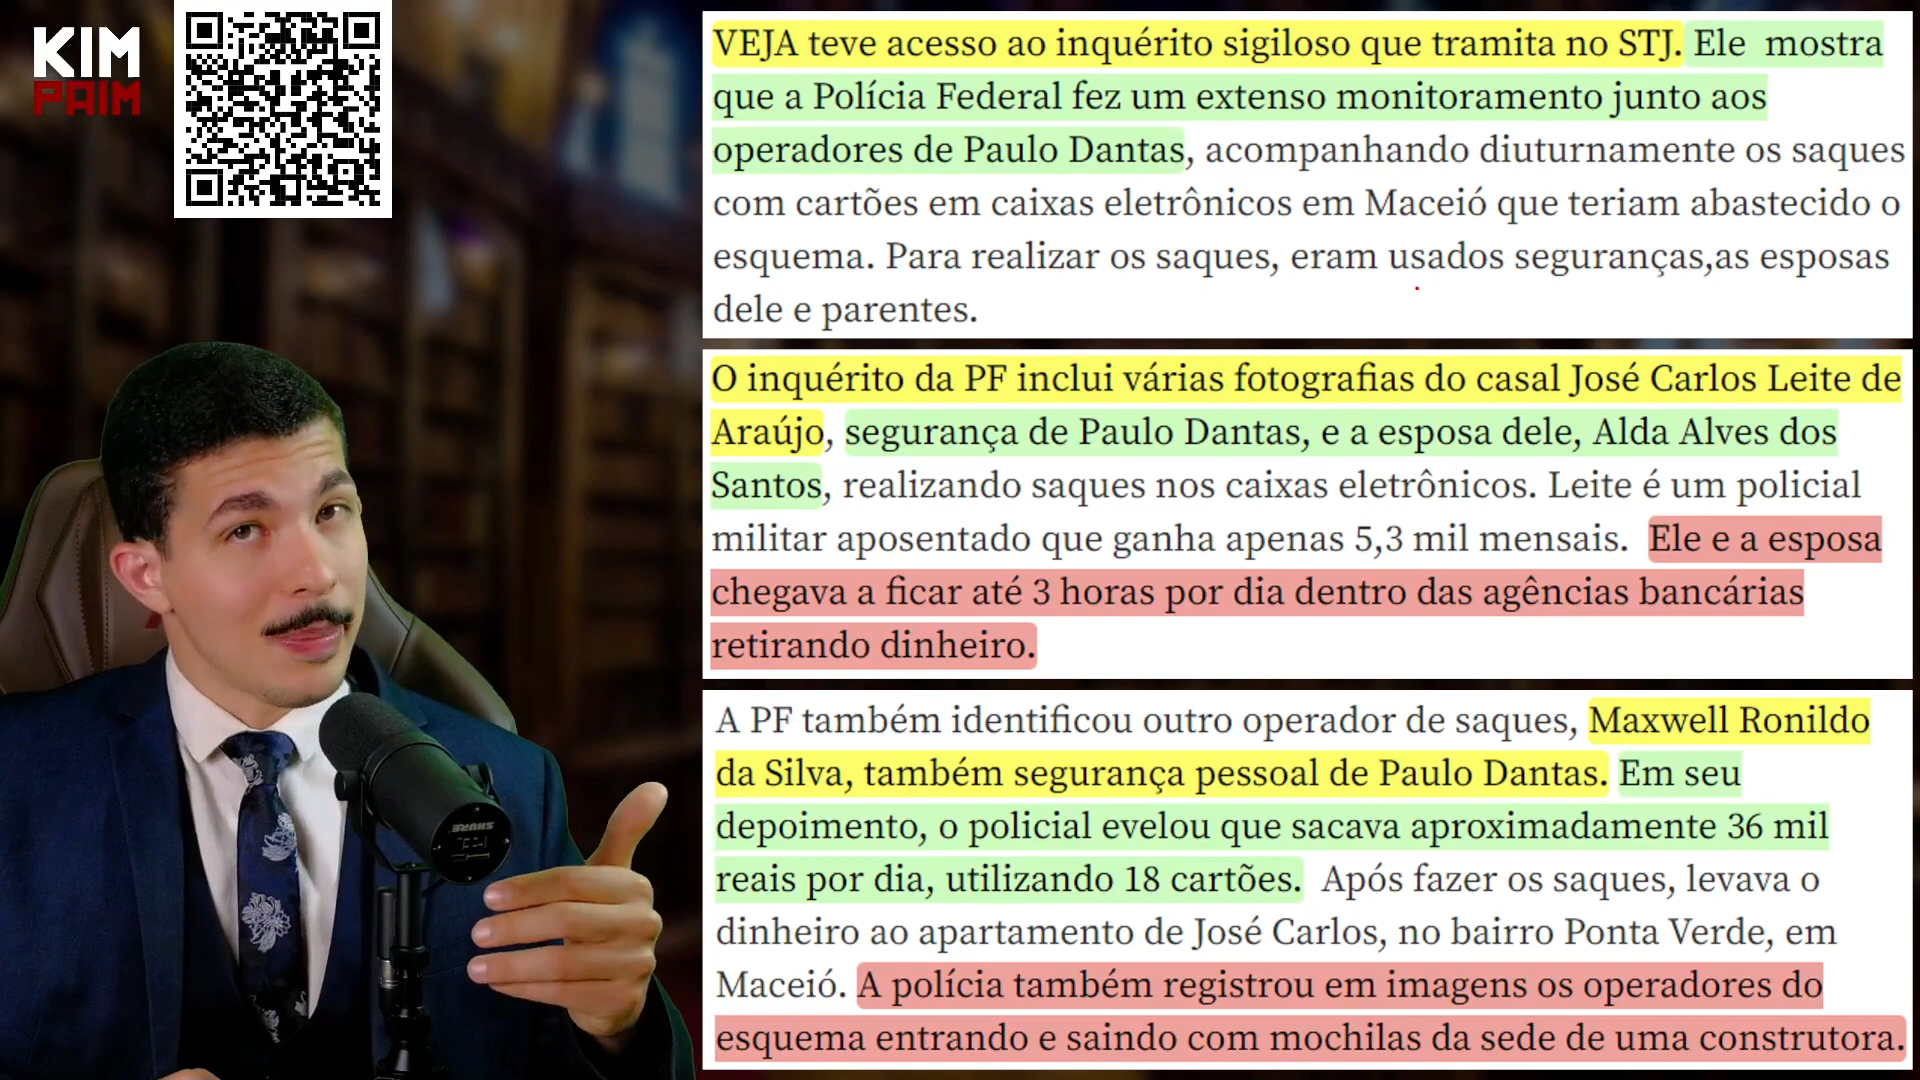 KIM
PAIM
VEJA teve acesso ao inquérito sigiloso que tramita no STJ. Ele mostra
que a Polícia Federal fez um extenso monitoramento junto aos
operadores de Paulo Dantas, acompanhando diuturnamente os saques
com cartões em caixas eletrônicos em Maceió que teriam abastecido o
esquema. Para realizar os saques, eram usados seguranças,as esposas
dele e parentes.
O inquérito da PF inclui várias fotografias do casal José Carlos Leite de
Araújo, segurança de Paulo Dantas, e a esposa dele, Alda Alves dos
Santos, realizando saques nos caixas eletrônicos. Leite é um policial
militar aposentado que ganha apenas 5,3 mil mensais. Ele e a esposa
chegava a ficar até 3 horas por dia dentro das agências bancárias
retirando dinheiro.
A PF também identificou outro operador de saques, Maxwell Ronildo
da Silva, também segurança pessoal de Paulo Dantas. Em seu
depoimento, o policial evelou que sacava aproximadamente 36 mil
reais por dia, utilizando 18 cartões. Após fazer os saques, levava o
dinheiro ao apartamento de José Carlos, no bairro Ponta Verde, em
Maceió. A polícia também registrou em imagens os operadores do
esquema entrando e saindo com mochilas da sede de uma construtora.
SHURE